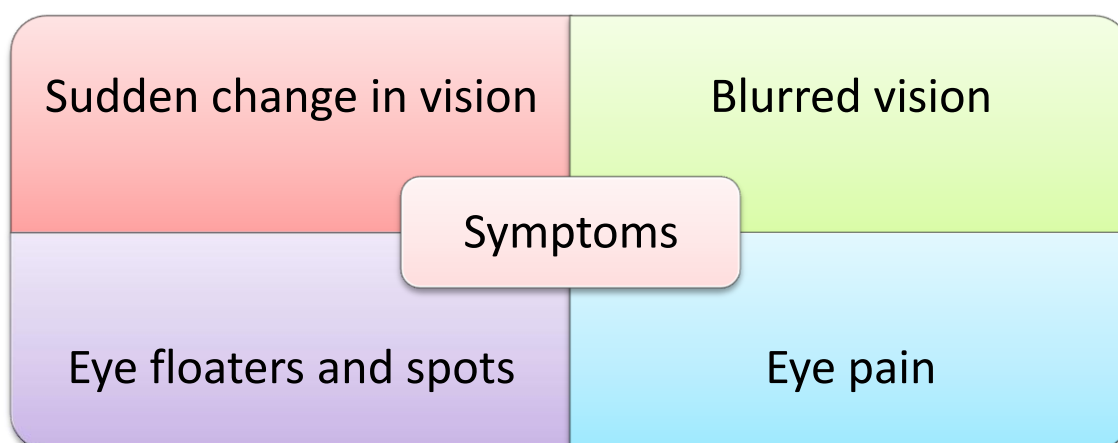 Sudden change in vision
Blurred vision
Symptoms
Eye floaters and spots
Eye pain